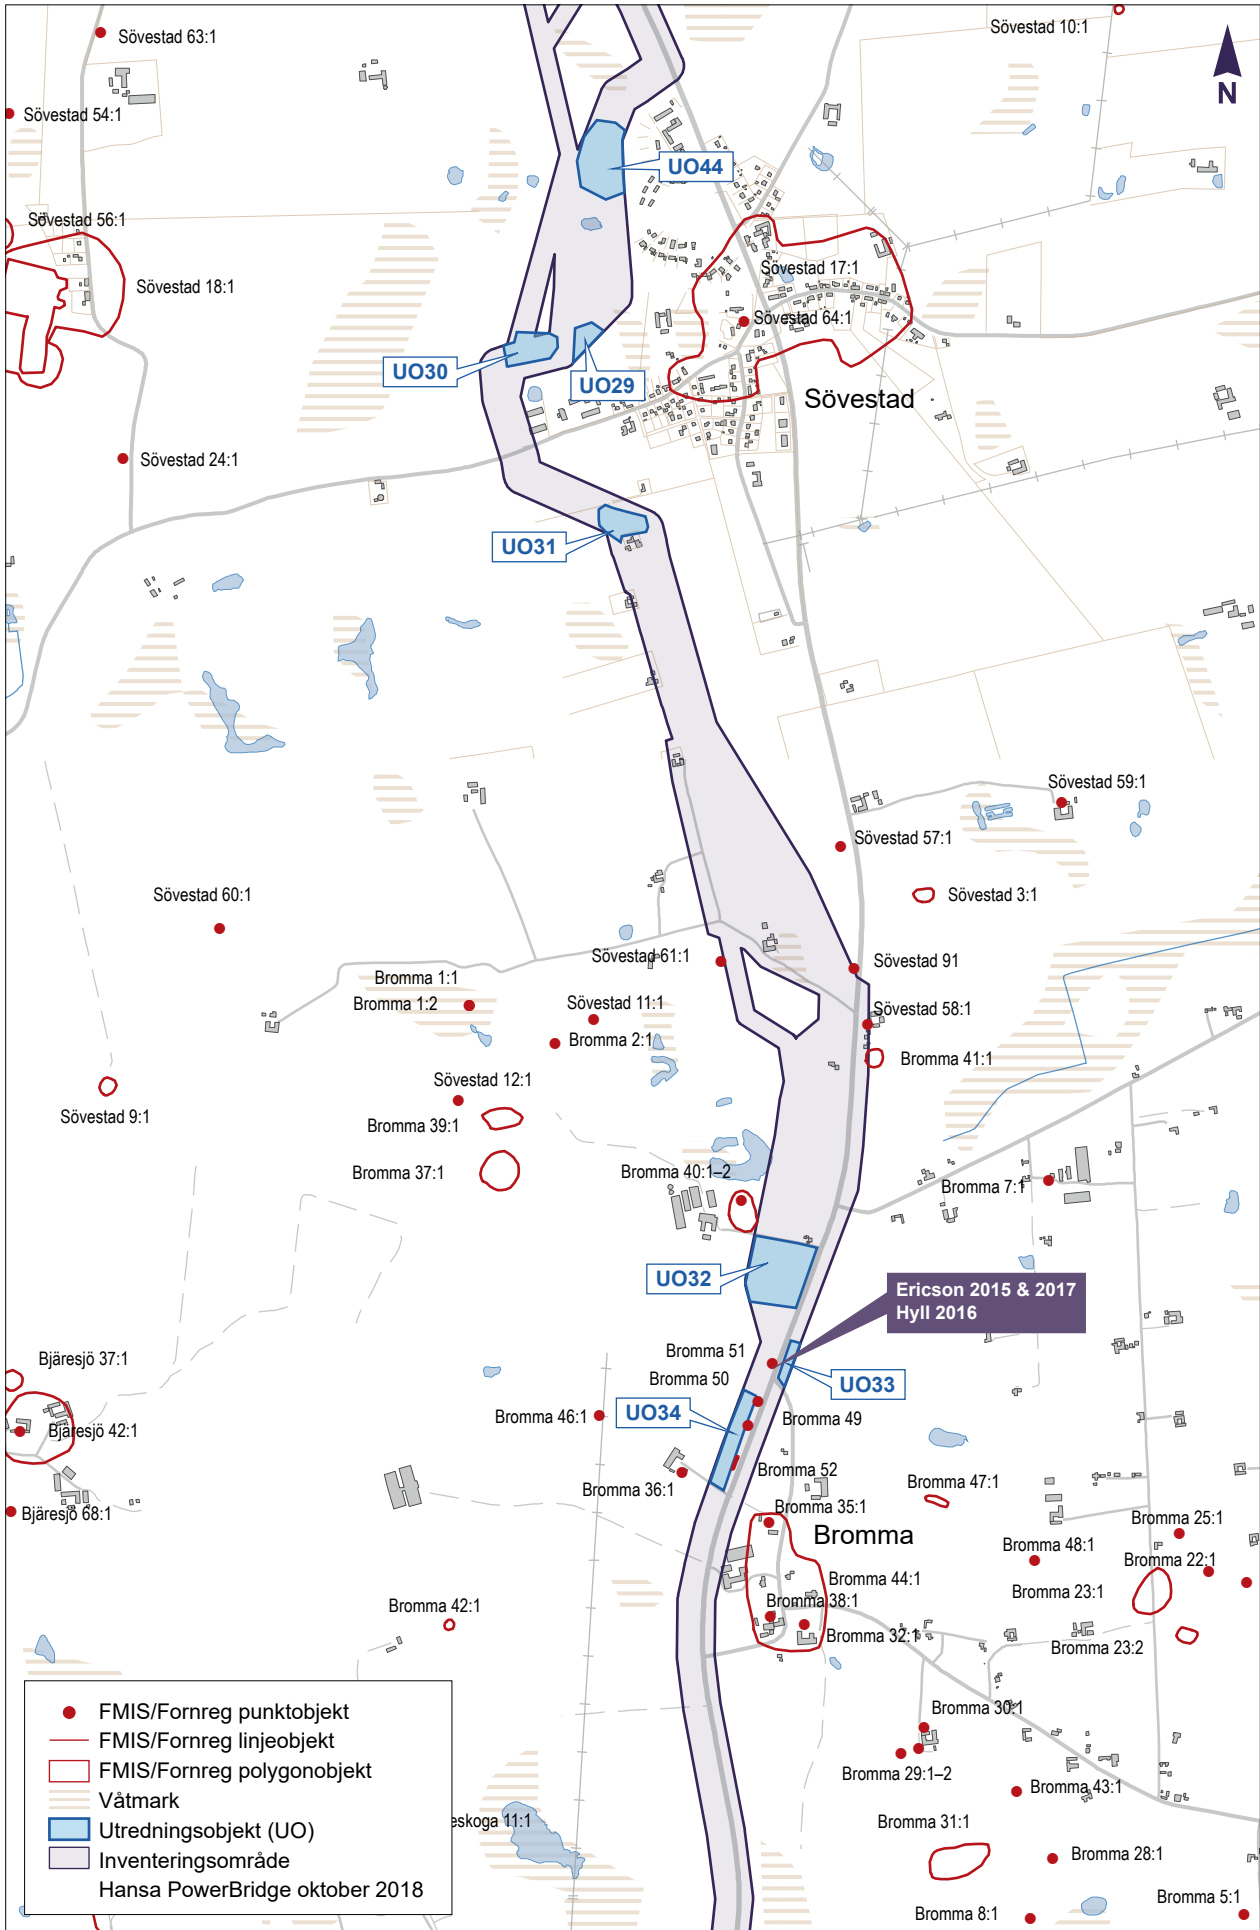 Sövestad 63:1
Sövestad 10:1
N
Sövestad 54:1
UO44
Sövestad 56:1
Sövestad 17:1
Sövestad 18:1
Sövestad 64:1
UO30
UO29
Sövestad
Sövestad 24:1
UO31
Sövestad 59:1
Sövestad 57:1
Sövestad 60:1
Sövestad 3:1
Sövestad 61:1
Sövestad 91
Bromma 1:1
Bromma 1:2
Sövestad 11:1
Sövestad 58:1
Bromma 2:1
Bromma 41:1
Sövestad 12:1
Sövestad 9:1
Bromma 39:1
Bromma 37:1
Bromma 40:1–2
Bromma 7:1
UO32
Ericson 2015 & 2017
Hyll 2016
Bromma 51
Bjäresjö 37:1
Bromma 50
UO33
Bromma 46:1
UO34
Bromma 49
Bjäresjö 42:1
Bromma 52
Bromma 36:1
Bromma 47:1
Bjäresjö 68:1
Bromma 35:1
Bromma
Bromma 25:1
Bromma 48:1
Bromma 22:1
Bromma 44:1
Bromma 23:1
Bromma 42:1
Bromma 38:1
Bromma 32:1
Bromma 23:2
Bromma 30:1
Bromma 29:1–2
Bromma 43:1
Bromma 31:1
eskoga 11:1
Bromma 28:1
Bromma 5:1
Bromma 8:1
FMIS/Fornreg punktobjekt
FMIS/Fornreg linjeobjekt
FMIS/Fornreg polygonobjekt
Våtmark
Utredningsobjekt (UO)
Inventeringsområde
Hansa PowerBridge oktober 2018